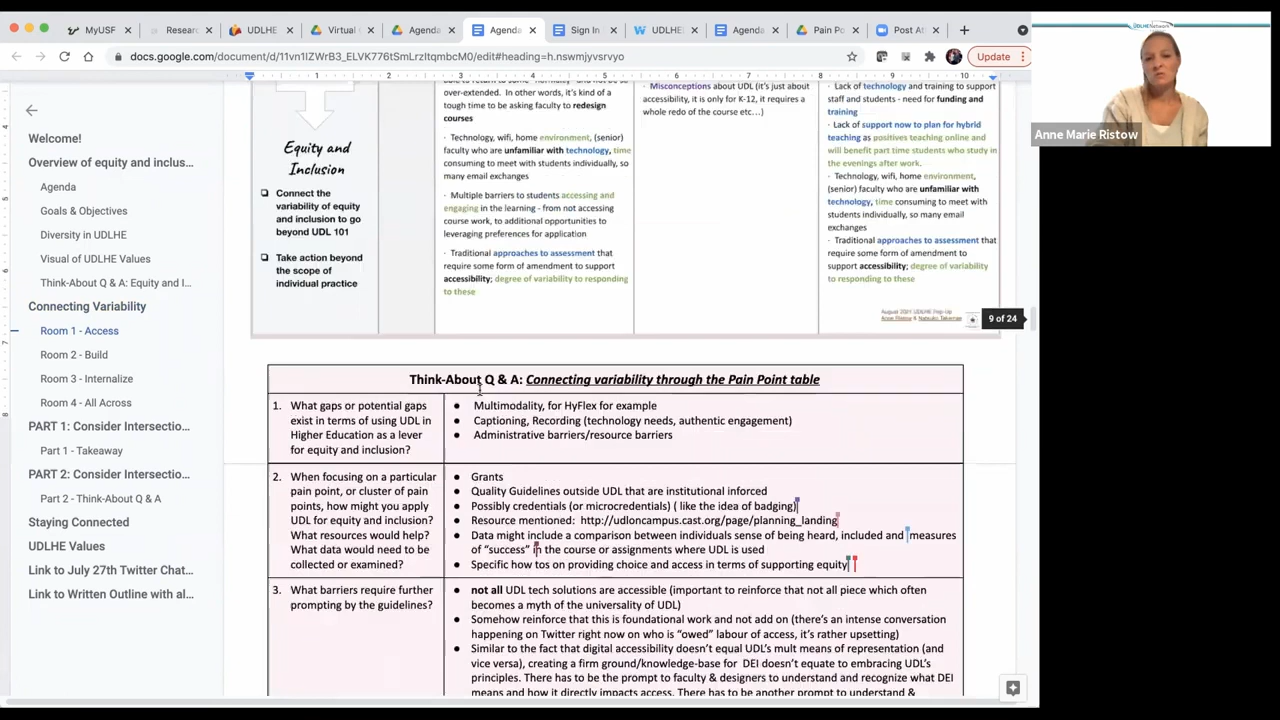 MyUSF
Researc
UDLHE
Virtual
Agenda
Agenda
Sign In
UDLHE
Agenda
Pain Po
Post At
docs.google.com/document/d/11vn1IZWrB3_ELVK776tSmLrzItqmbcM0/edit#heading=h.nswmjyvsrvyo
Update
Anne Marie Ristow
1 2 3 4 5 6 7 8 9 10
Welcome!
Overview of equity and inclus...
Agenda
Goals & Objectives
Diversity in UDLHE
Visual of UDLHE Values
Think-About Q & A: Equity and I...
Connecting Variability
Room 1 - Access
Room 2 - Build
Room 3 - Internalize
Room 4 - All Across
PART 1: Consider Intersectio...
Part 1 - Takeaway
PART 2: Consider Intersectio...
Part 2 - Think-About Q & A
Staying Connected
UDLHE Values
Link to July 27th Twitter Chat...
Link to Written Outline with al...
4
5
6
7
8
Equity and
Inclusion
Connect the
variability of equity
and inclusion to go
beyond UDL 101
Take action beyond
the scope of
individual practice
over-extended. In other words, it's kind of a
tough time to be asking faculty to redesign
courses
· Technology, wifi, home environment, (senior)
faculty who are unfamiliar with technology, time
consuming to meet with students individually, so
many email exchanges
· Multiple barriers to students accessing and
engaging in the learning - from not accessing
course work, to additional opportunities to
leveraging preferences for application
· Traditional approaches to assessment that
require some form of amendment to support
accessibility; degree of variability to responding
to these
· Misconceptions about UDL (it's just about
accessibility, it is only for K-12, it requires a
whole redo of the course etc...)
· Lack of technology and training to support
staff and students - need for funding and
training
· Lack of support now to plan for hybrid
teaching as positives teaching online and
will benefit part time students who study in
the evenings after work.
· Technology, wifi, home environment,
(senior) faculty who are unfamiliar with
technology, time consuming to meet with
students individually, so many email
exchanges
· Traditional approaches to assessment that
require some form of amendment to
support accessibility; degree of variability
to responding to these
August 2021 UDLHE Pop-Up
9 of 24
Think-About Q & A: Connecting variability through the Pain Point table
1. What gaps or potential gaps
exist in terms of using UDL in
Higher Education as a lever
for equity and inclusion?
● Multimodality, for HyFlex for example
● Captioning, Recording (technology needs, authentic engagement)
● Administrative barriers/resource barriers
2. When focusing on a particular
pain point, or cluster of pain
points, how might you apply
UDL for equity and inclusion?
What resources would help?
What data would need to be
collected or examined?
● Grants
● Quality Guidelines outside UDL that are institutional inforced
● Possibly credentials (or microcredentials) ( like the idea of badging)
● Resource mentioned: http://udloncampus.cast.org/page/planning_landing
● Data might include a comparison between individuals sense of being heard, included and measures
of “success” in the course or assignments where UDL is used
● Specific how tos on providing choice and access in terms of supporting equity
3. What barriers require further
prompting by the guidelines?
● not all UDL tech solutions are accessible (important to reinforce that not all piece which often
becomes a myth of the universality of UDL)
● Somehow reinforce that this is foundational work and not add on (there's an intense conversation
happening on Twitter right now on who is “owed” labour of access, it's rather upsetting)
● Similar to the fact that digital accessibility doesn't equal UDL's mult means of representation (and
vice versa), creating a firm ground/knowledge-base for DEI doesn't equate to embracing UDL's
principles. There has to be the prompt to faculty & designers to understand and recognize what DEI
means and how it directly impacts access. There has to be another prompt to understand &